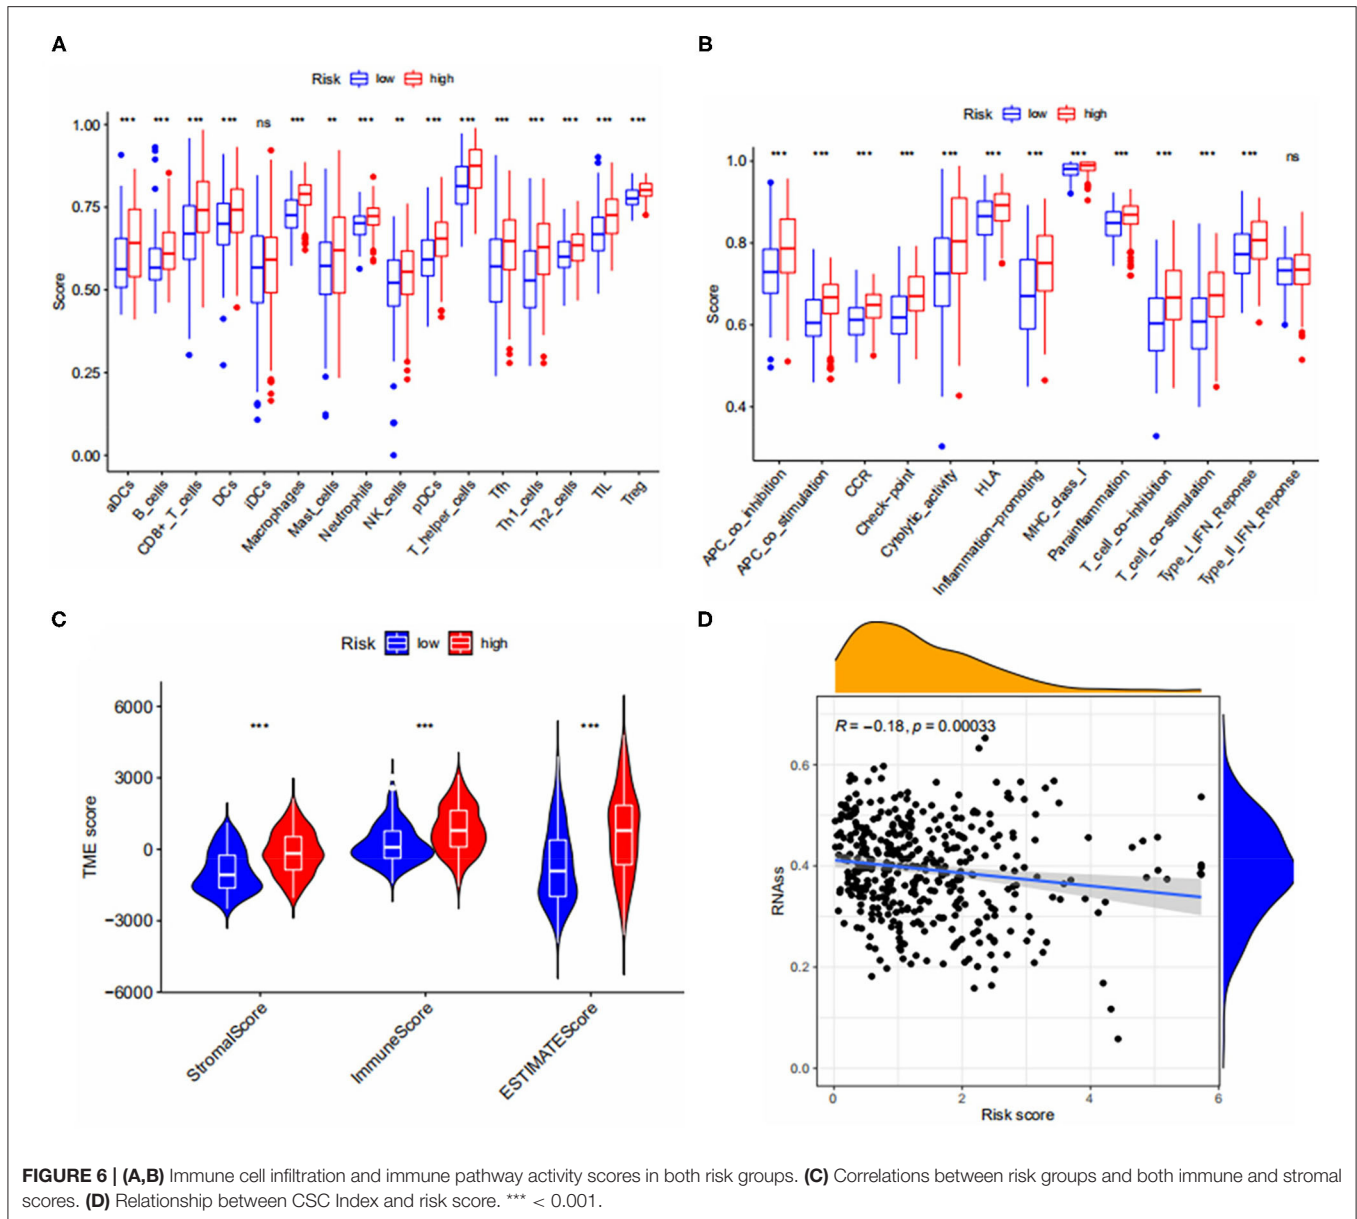 A
Risk low high
*** *** *** *** ns *** ** *** ** *** *** *** *** *** *** ***
1.00
0.75
0.50
0.25
0.00
Score
aDCs
B_cells
CD8+_T_cells
DCs
iDCs
Macrophages
Mast_cells
Neutrophils
NK_cells
pDCs
T_helper_cells
Tfh
Th1_cells
Th2_cells
TIL
Treg
B
Risk low high
*** *** *** *** *** *** *** *** *** *** *** *** ns
1.0
0.8
0.6
0.4
Score
APC_co_inhibition
APC_co_stimulation
CCR
Check-point
Cytolytic_activity
HLA
Inflammation-promoting
MHC_class_I
Parainflammation
T_cell_co-inhibition
T_cell_co-stimulation
Type_I_IFN_Reponse
Type_II_IFN_Reponse
C
Risk low high
*** *** ***
6000
3000
0
−3000
−6000
TME score
StromalScore
ImmuneScore
ESTIMATEScore
D
R = −0.18, p = 0.00033
0.6
0.4
0.2
0.0
RNAss
0 2 4 6
Risk score
FIGURE 6 | (A,B) Immune cell infiltration and immune pathway activity scores in both risk groups. (C) Correlations between risk groups and both immune and stromal
scores. (D) Relationship between CSC Index and risk score. *** < 0.001.